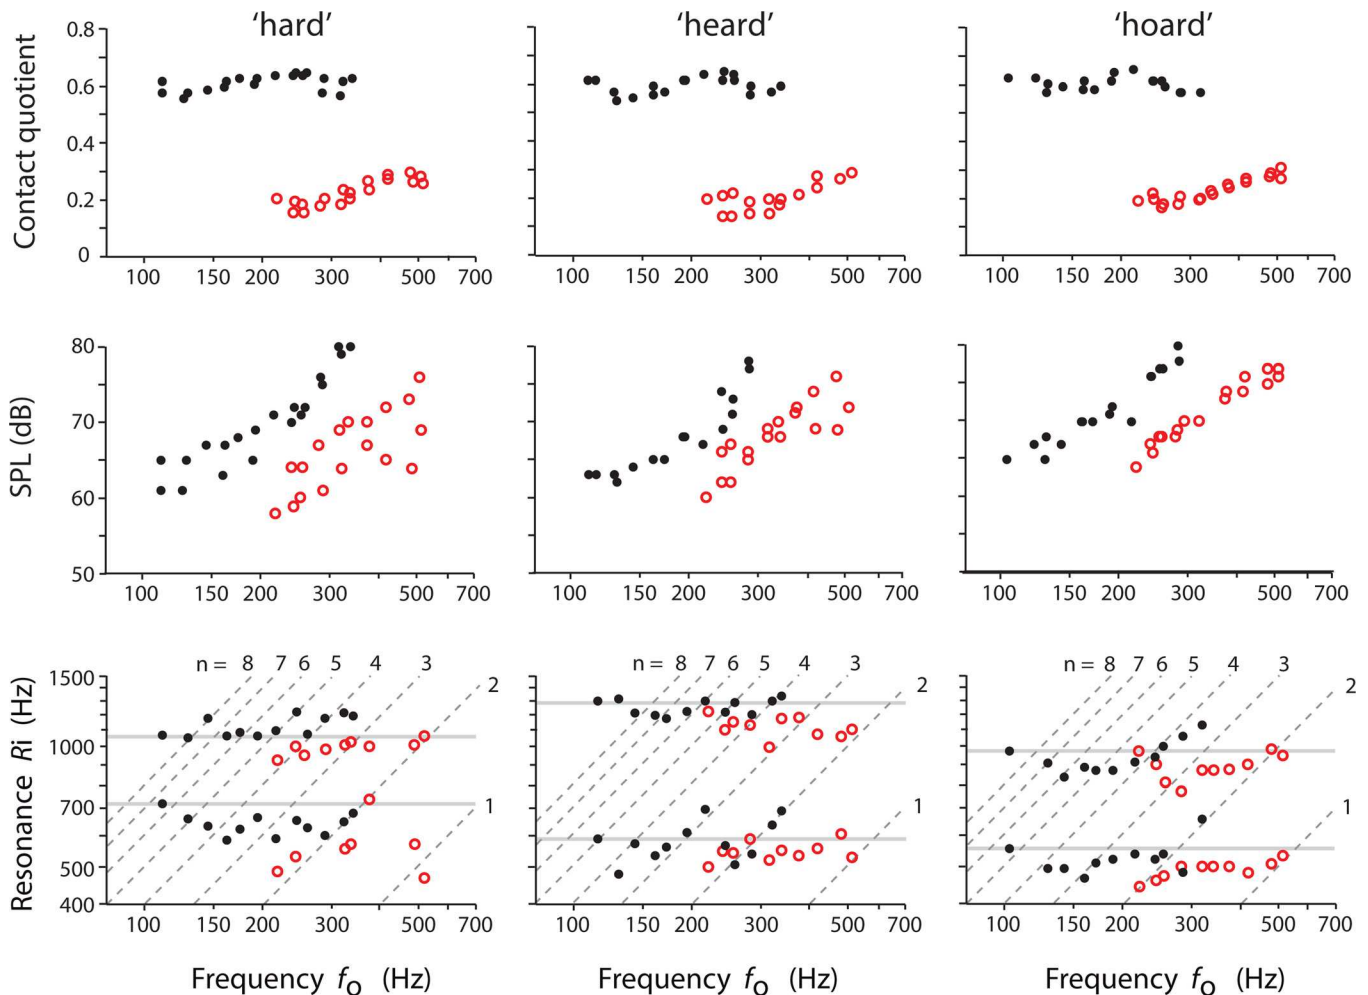 ‘hard’ ‘heard’ ‘hoard’
Contact quotient
0.8
0.6
0.4
0.2
0
100 150 200 300 500 700
100 150 200 300 500 700
100 150 200 300 500 700
SPL (dB)
80
70
60
50
100 150 200 300 500 700
100 150 200 300 500 700
100 150 200 300 500 700
Resonance Ri (Hz)
1500
1000
700
500
400
n = 8 7 6 5 4 3
2
1
n = 8 7 6 5 4 3
2
1
n = 8 7 6 5 4 3
2
1
100 150 200 300 500 700
100 150 200 300 500 700
100 150 200 300 500 700
Frequency fo (Hz)
Frequency fo (Hz)
Frequency fo (Hz)